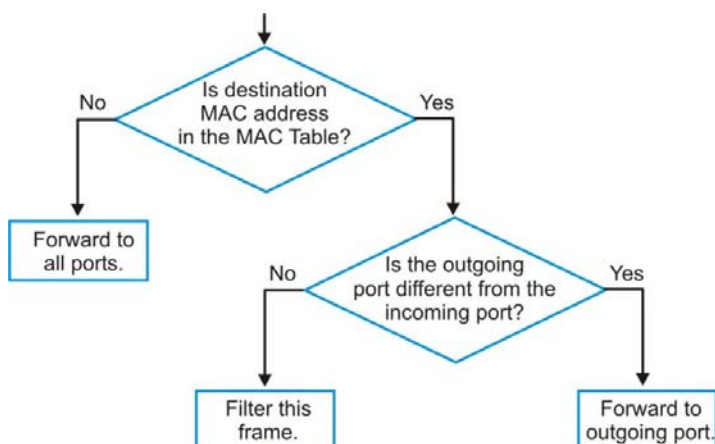 Is destination
MAC address
in the MAC Table?
No
Yes
Forward to
all ports.
Is the outgoing
port different from the
incoming port?
No
Yes
Filter this
frame.
Forward to
outgoing port.